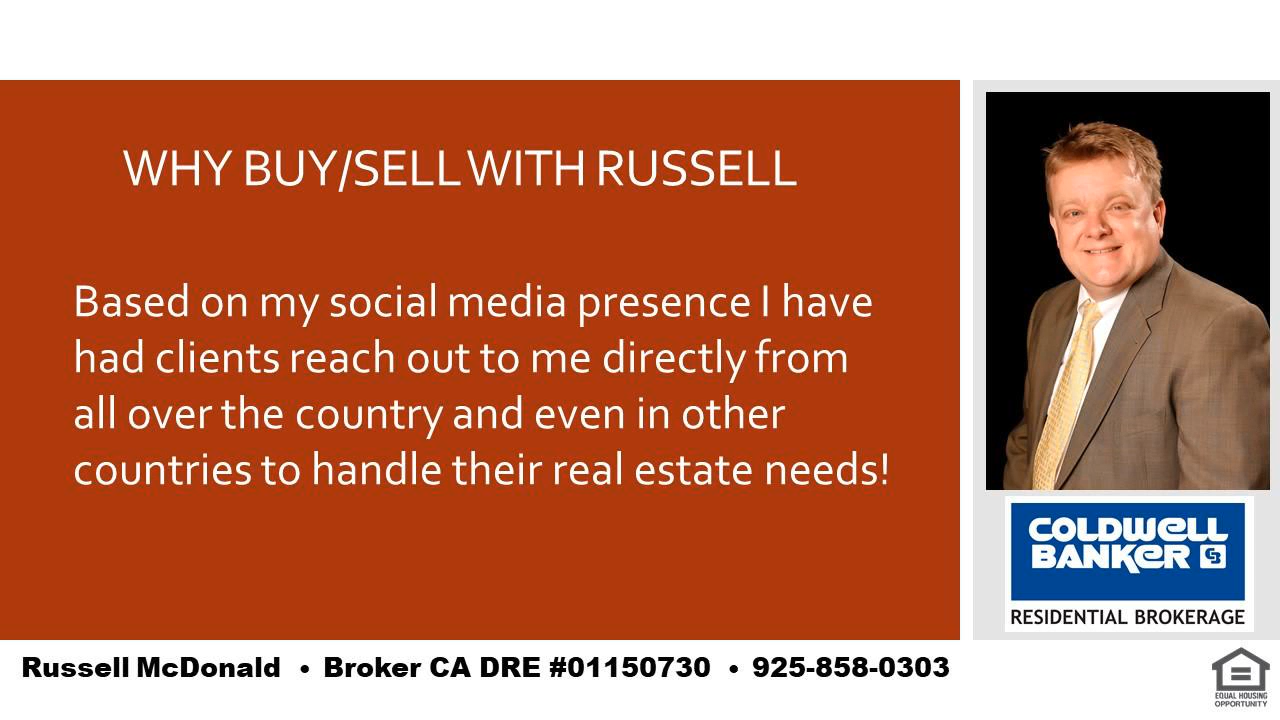 WHY BUY/SELL WITH RUSSELL
Based on my social media presence I have
had clients reach out to me directly from
all over the country and even in other
countries to handle their real estate needs!
COLDWELL
BANKER CB
RESIDENTIAL BROKERAGE
Russell McDonald • Broker CA DRE #01150730 • 925-858-0303
EQUAL HOUSING
OPPORTUNITY